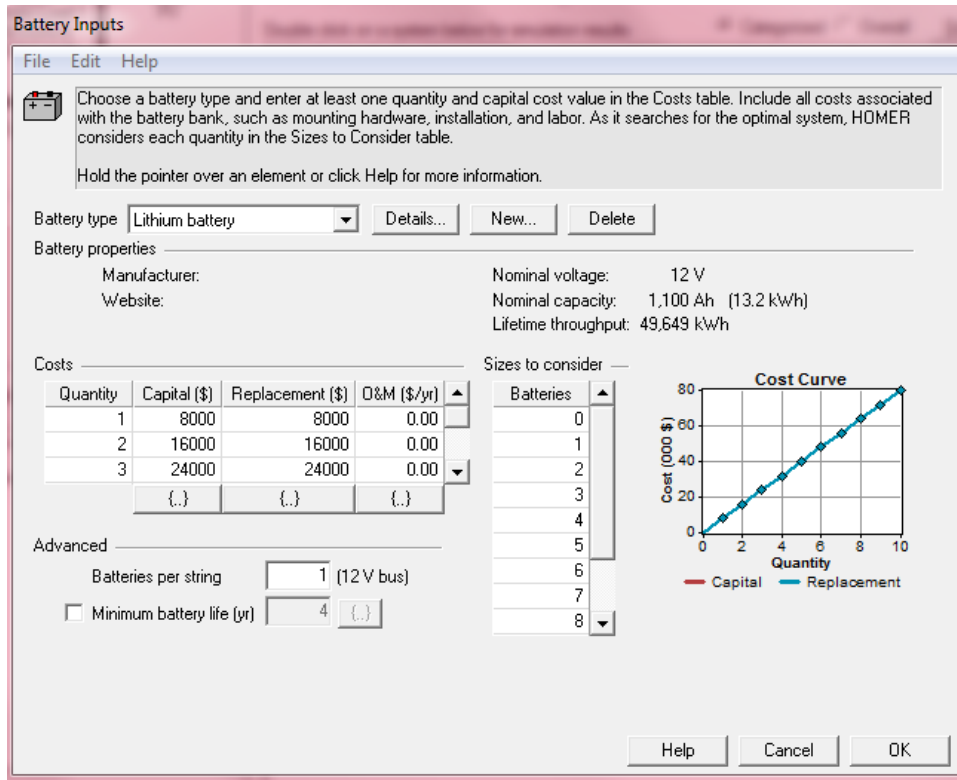 Battery Inputs
File Edit Help
Choose a battery type and enter at least one quantity and capital cost value in the Costs table. Include all costs associated
with the battery bank, such as mounting hardware, installation, and labor. As it searches for the optimal system, HOMER
considers each quantity in the Sizes to Consider table.
Hold the pointer over an element or click Help for more information.
Battery type Lithium battery Details... New... Delete
Battery properties
Manufacturer: Nominal voltage: 12 V
Website: Nominal capacity: 1,100 Ah (13.2 kWh)
Lifetime throughput: 49,649 kWh
Costs
Quantity Capital ($) Replacement ($) O&M ($/yr)
1 8000 8000 0.00
2 16000 16000 0.00
3 24000 24000 0.00
{..} {..} {..}
Sizes to consider
Batteries
0
1
2
3
4
5
6
7
8
Cost Curve
Cost (000 $)
80
60
40
20
0
0 2 4 6 8 10
Quantity
Capital Replacement
Advanced
Batteries per string 1 (12 V bus)
Minimum battery life (yr) 4 {..}
Help Cancel OK